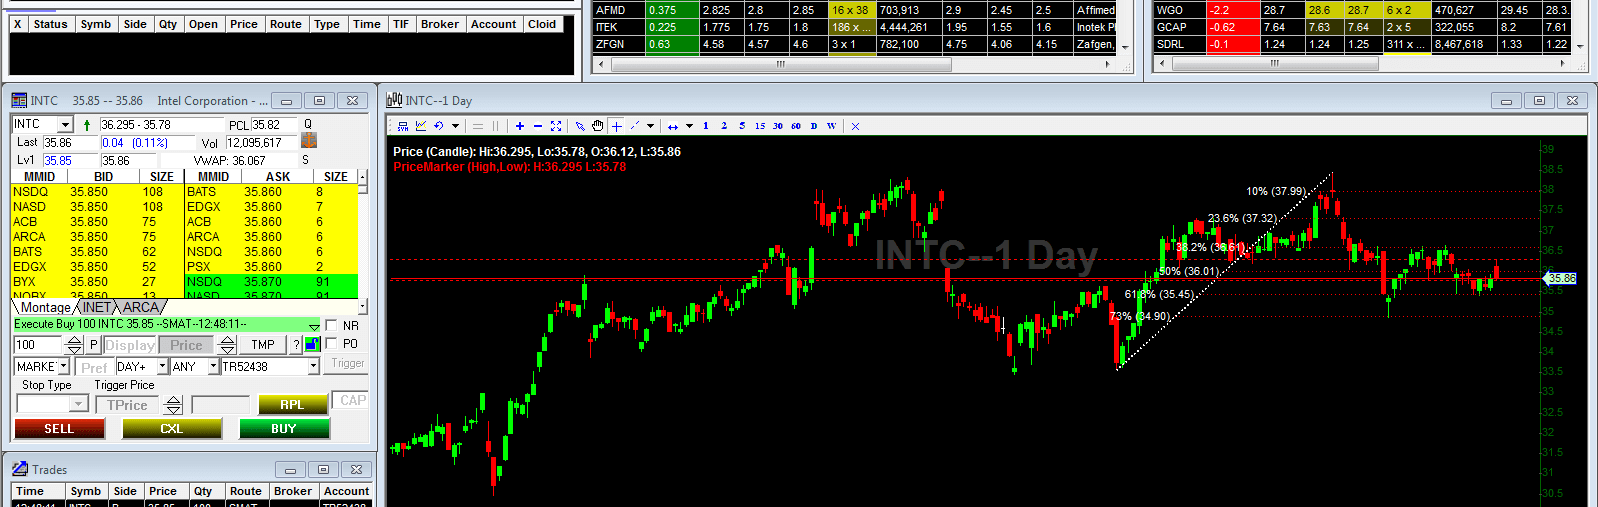 X Status Symb Side Qty Open Price Route Type Time TIF Broker Account Cloid
AFMD 0.375 2.825 2.8 2.85 16 x 38 703,913 2.9 2.45 2.5 Affimed
ITEK 0.225 1.775 1.75 1.8 186 x ... 4,444,261 1.95 1.55 1.6 Inotek
ZFGN 0.63 4.58 4.57 4.6 3 x 1 782,100 4.75 4.06 4.15 Zafgen,
WGO -2.2 28.7 28.6 28.7 6 x 2 470,627 29.45 28.3
GCAP -0.62 7.64 7.63 7.64 2 x 5 322,055 8.2 7.61
SDRL -0.1 1.24 1.24 1.25 311 x ... 8,467,618 1.33 1.22
INTC 35.85 -- 35.86 Intel Corporation - ...
INTC 36.295 - 35.78 PCL 35.82 Q
Last 35.86 0.04 (0.11%) Vol 12,095,617
Lv1 35.85 35.86 VWAP: 36.067 S
MMID BID SIZE MMID ASK SIZE
NSDQ 35.850 108 BATS 35.860 8
NASD 35.850 108 EDGX 35.860 7
ACB 35.850 75 ACB 35.860 6
ARCA 35.850 75 ARCA 35.860 6
BATS 35.850 62 NSDQ 35.860 6
EDGX 35.850 52 PSX 35.860 2
BYX 35.850 27 NSDQ 35.870 91
NOBX 35.850 13 NASD 35.870 91
Montage INET ARCA
Execute Buy 100 INTC 35.85 --SMAT--12:48:11-- NR
100 P Display Price TMP ? PO
MARKE Pref DAY+ ANY TR52438 Trigger
Stop Type Trigger Price
TPrice RPL CAP
SELL CXL BUY
Trades
Time Symb Side Price Qty Route Broker Account
12:48:11 INTC B 35.85 100 SMAT TR52438
INTC--1 Day
SYM 1 2 5 15 30 60 D W
Price (Candle): Hi:36.295, Lo:35.78, O:36.12, L:35.86
PriceMarker (High,Low): H:36.295 L:35.78
INTC--1 Day
10% (37.99)
23.6% (37.32)
38.2% (36.61)
50% (36.01)
61.8% (35.45)
73% (34.90)
39
38.5
38
37.5
37
36.5
36
35.86
35.5
35
34.5
34
33.5
33
32.5
32
31.5
31
30.5